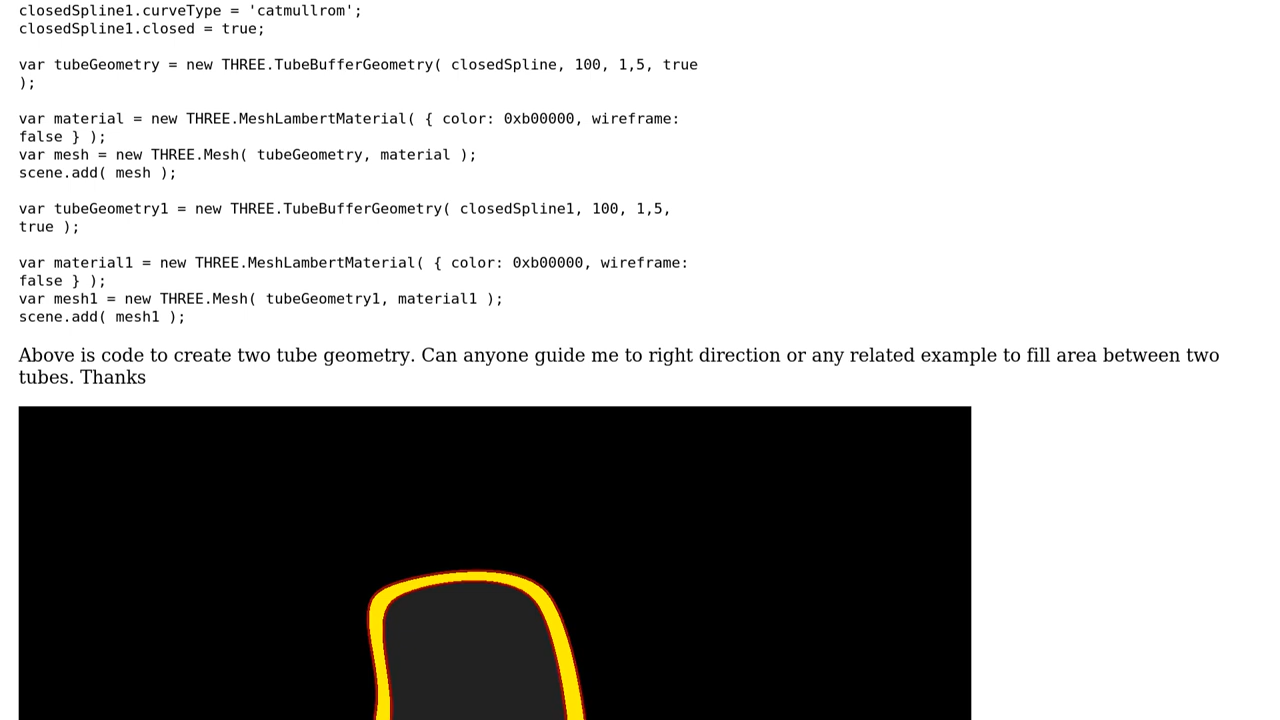 closedSpline1.curveType = 'catmullrom';
closedSpline1.closed = true;
var tubeGeometry = new THREE.TubeBufferGeometry( closedSpline, 100, 1,5, true
);
var material = new THREE.MeshLambertMaterial( { color: 0xb00000, wireframe:
false } );
var mesh = new THREE.Mesh( tubeGeometry, material );
scene.add( mesh );
var tubeGeometry1 = new THREE.TubeBufferGeometry( closedSpline1, 100, 1,5,
true );
var material1 = new THREE.MeshLambertMaterial( { color: 0xb00000, wireframe:
false } );
var mesh1 = new THREE.Mesh( tubeGeometry1, material1 );
scene.add( mesh1 );
Above is code to create two tube geometry. Can anyone guide me to right direction or any related example to fill area between two
tubes. Thanks